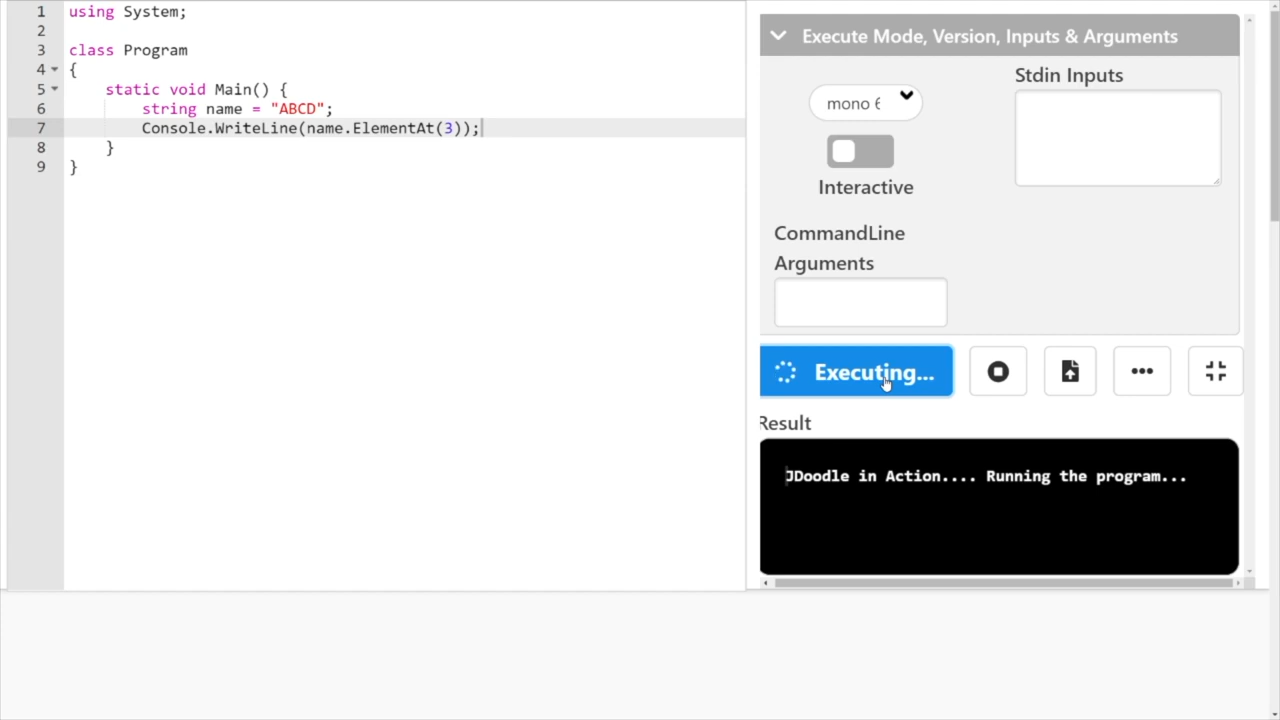 1 using System;
2
3 class Program
4 {
5     static void Main() {
6         string name = "ABCD";
7         Console.WriteLine(name.ElementAt(3));
8     }
9 }
Execute Mode, Version, Inputs & Arguments
mono 6
Interactive
Stdin Inputs
CommandLine
Arguments
Executing...
Result
JDoodle in Action.... Running the program...